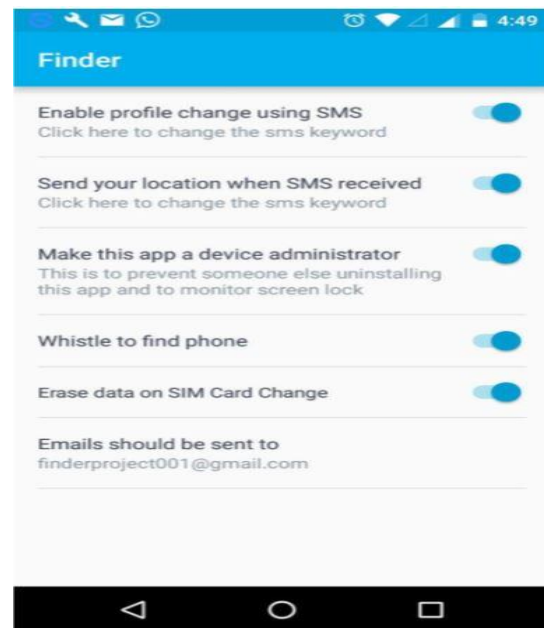 4:49
Finder
Enable profile change using SMS
Click here to change the sms keyword
Send your location when SMS received
Click here to change the sms keyword
Make this app a device administrator
This is to prevent someone else uninstalling
this app and to monitor screen lock
Whistle to find phone
Erase data on SIM Card Change
Emails should be sent to
finderproject001@gmail.com